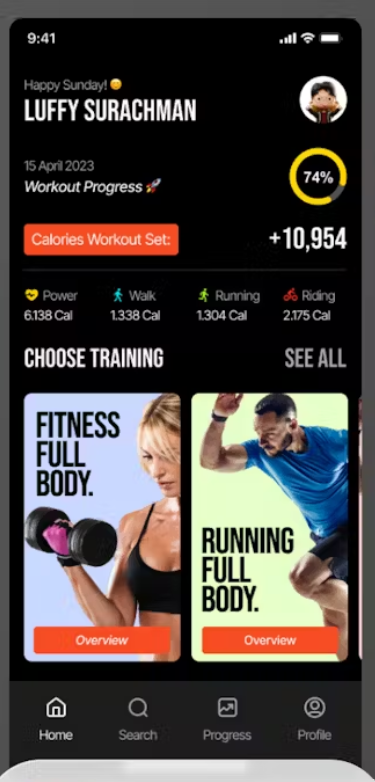 9:41
Happy Sunday! 😊
LUFFY SURACHMAN
15 April 2023
Workout Progress 🚀
74%
Calories Workout Set:
+10,954
Power
Walk
Running
Riding
6.138 Cal
1.338 Cal
1.304 Cal
2.175 Cal
CHOOSE TRAINING
SEE ALL
FITNESS
FULL
BODY.
Overview
RUNNING
FULL
BODY.
Overview
Home
Search
Progress
Profile